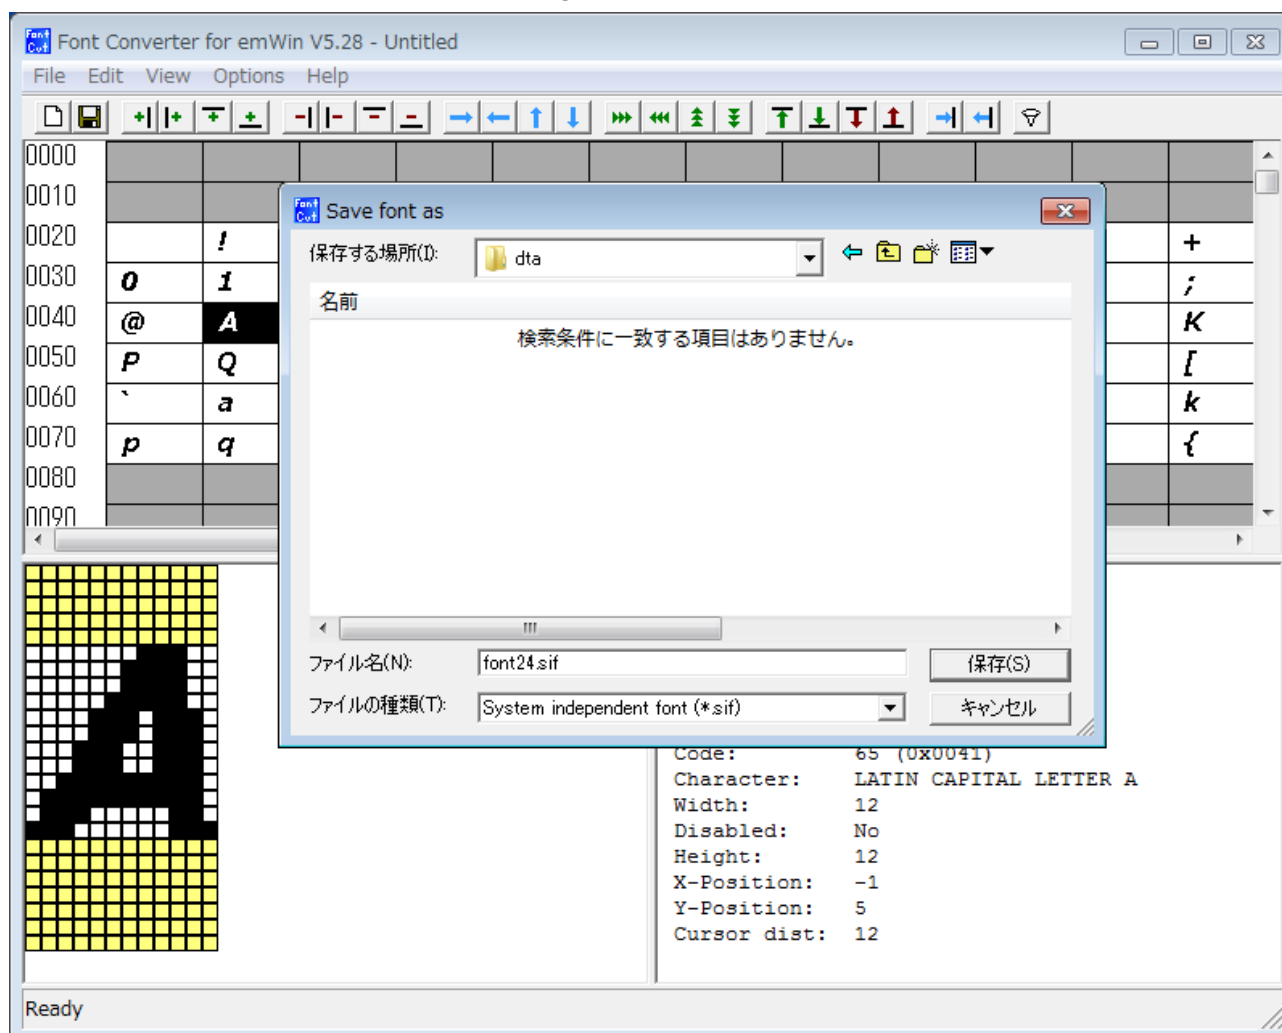 Font Converter for emWin V5.28 - Untitled
File Edit View Options Help
0000
0010
Save font as
0020 ! +
保存する場所(I): dta
0030 0 1 ;
名前
0040 @ A K
検索条件に一致する項目はありません。
0050 P Q [
0060 ` a k
0070 p q {
0080
0090
ファイル名(N): font24.sif 保存(S)
ファイルの種類(T): System independent font (*.sif) キャンセル
Code: 65 (0x0041)
Character: LATIN CAPITAL LETTER A
Width: 12
Disabled: No
Height: 12
X-Position: -1
Y-Position: 5
Cursor dist: 12
Ready